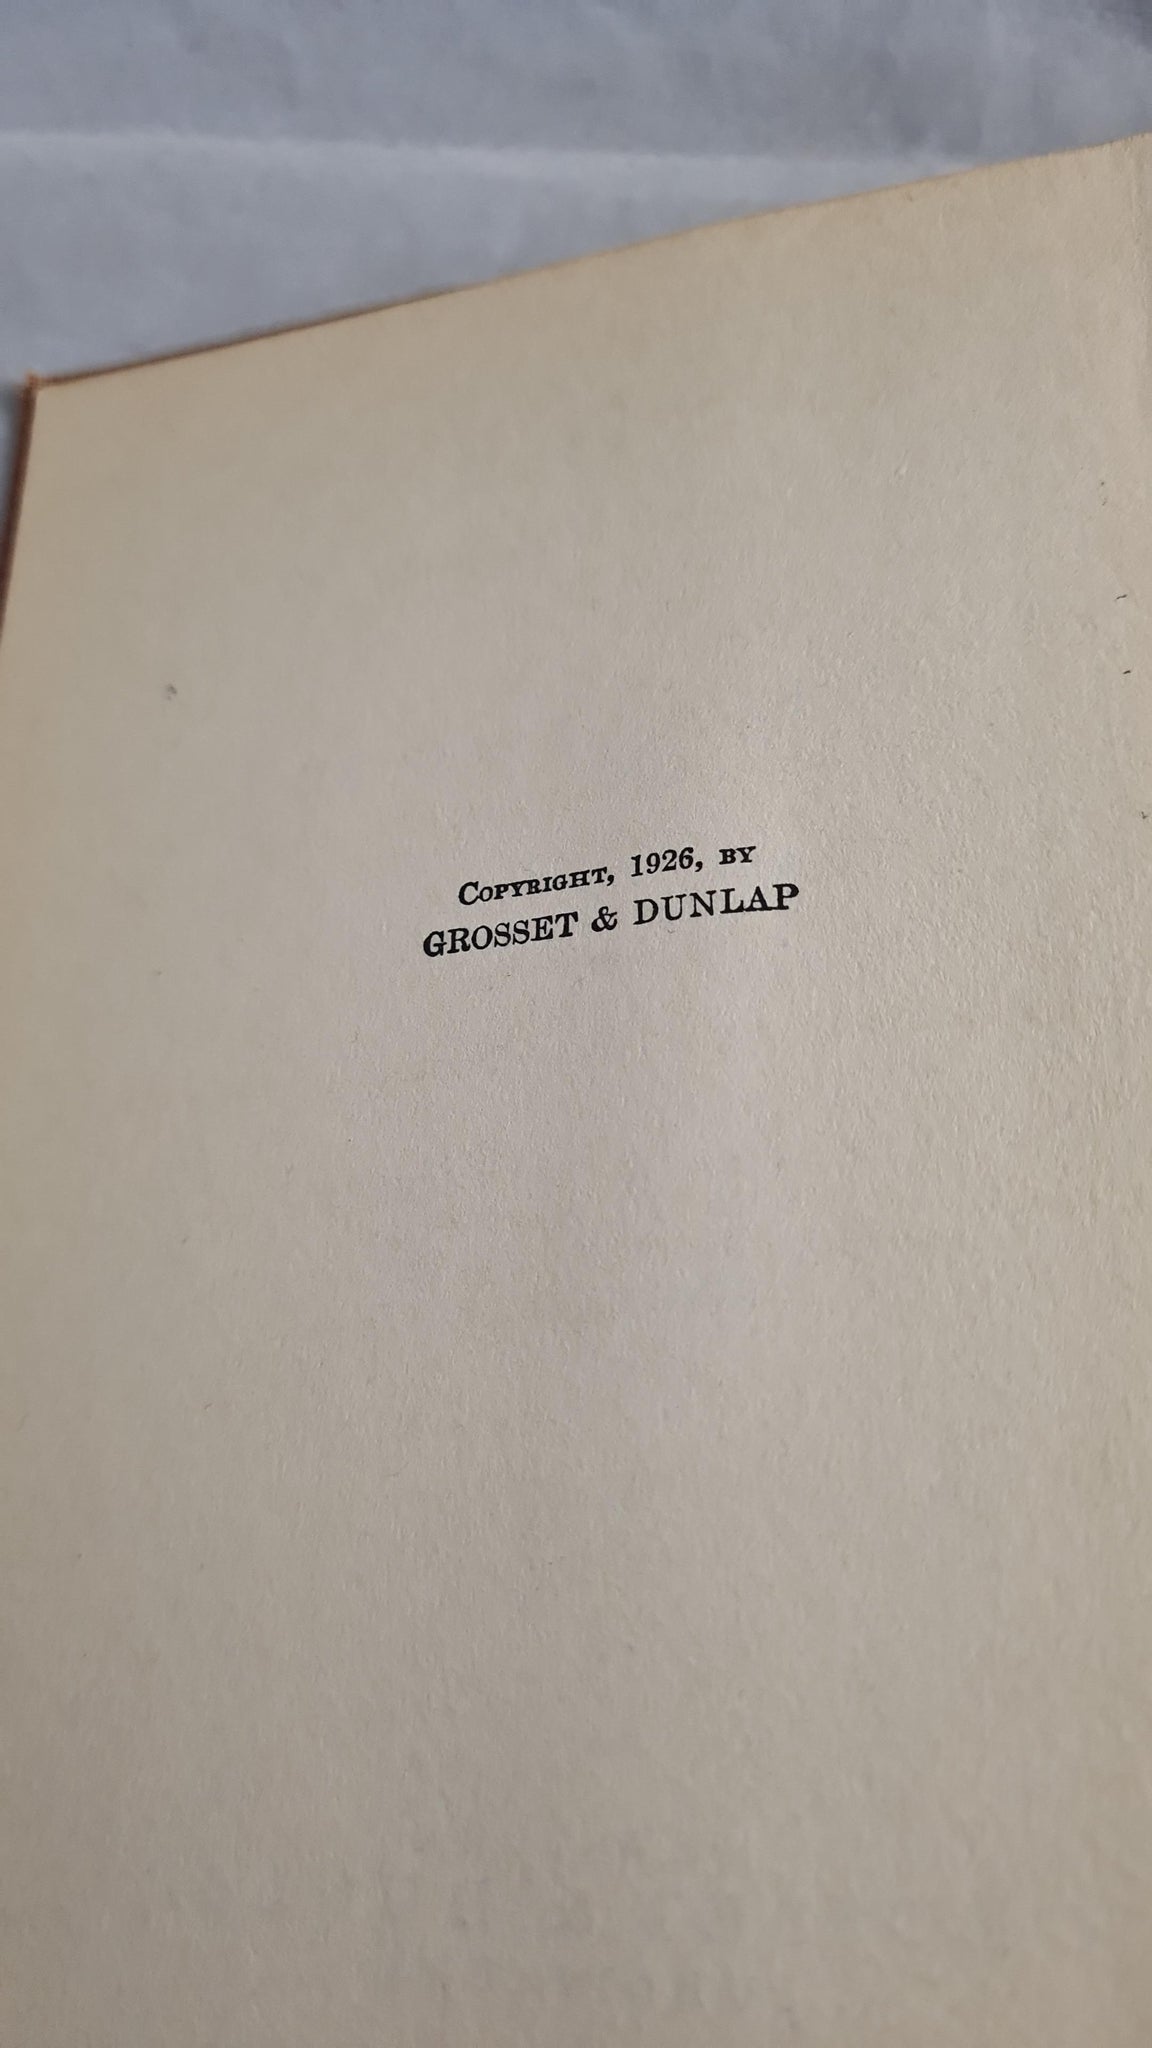 Copyright, 1926, by
GROSSET & DUNLAP